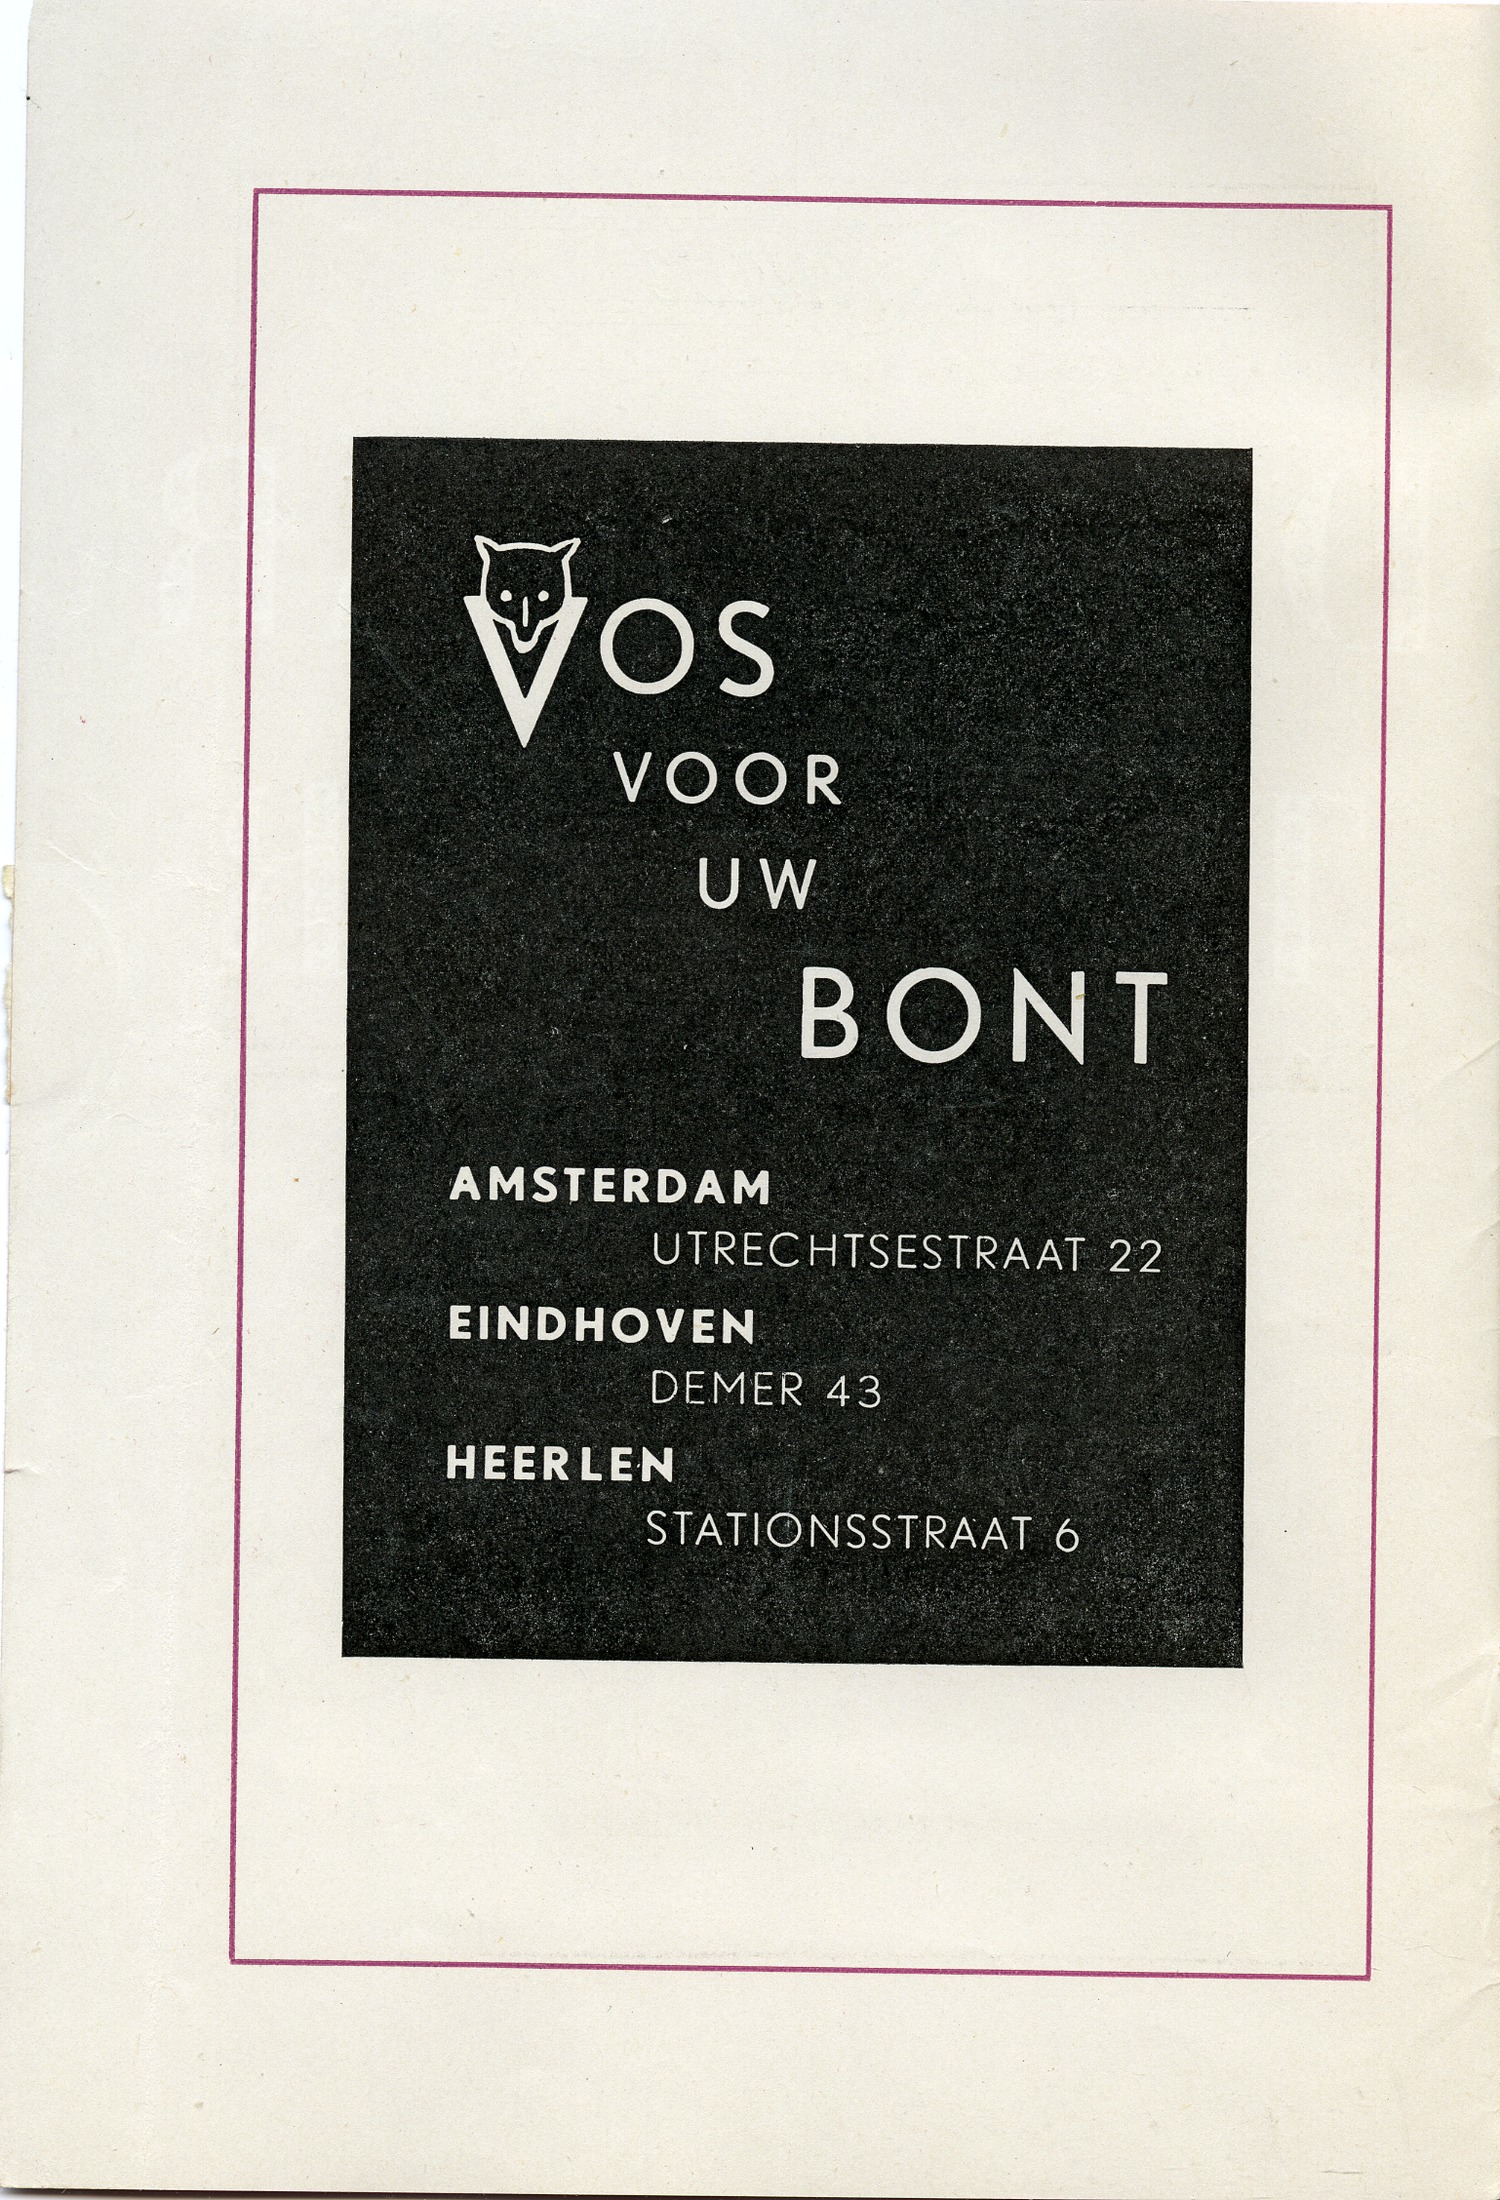 VOS
VOOR
UW
BONT
AMSTERDAM
UTRECHTSESTRAAT 22
EINDHOVEN
DEMER 43
HEERLEN
STATIONSSTRAAT 6